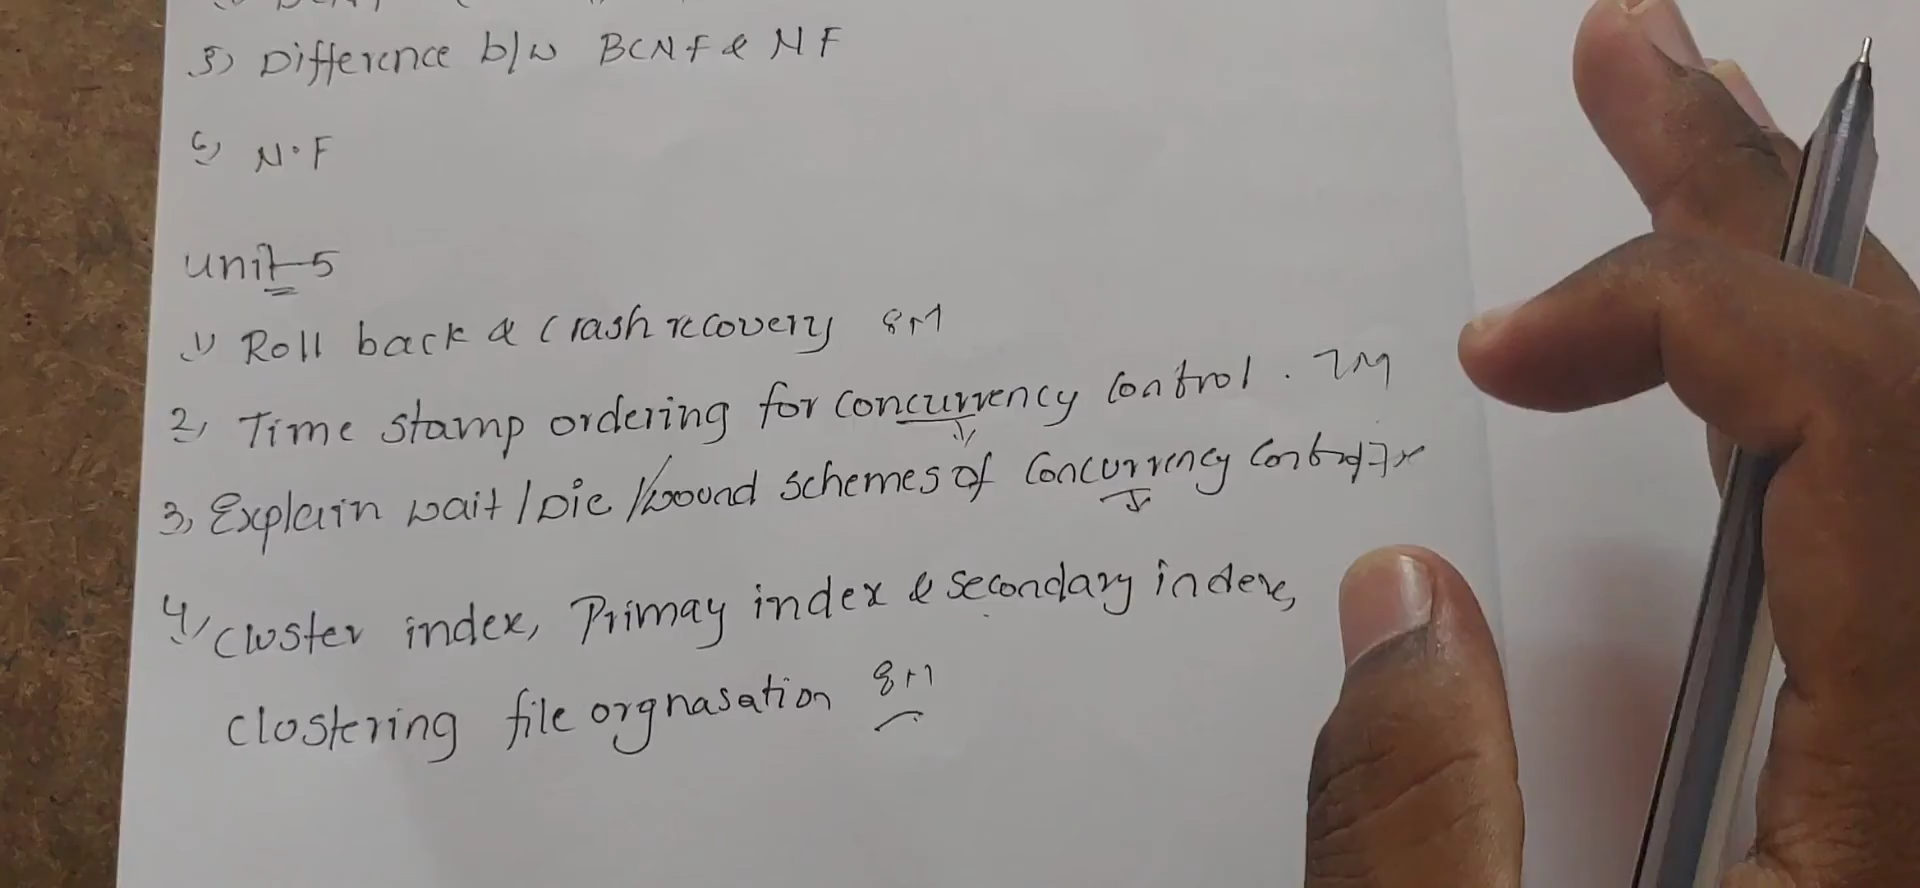 5) Difference b/w BCNF & NF
6) N.F
unit-5
1) Roll back & crash recovery 8M
2, Time stamp ordering for concurrency control. 7M
3, Explain wait/Die/wound schemes of concurrency control 7M
4, cluster index, Primay index & secondary index,
clostering file orgnasation 8M